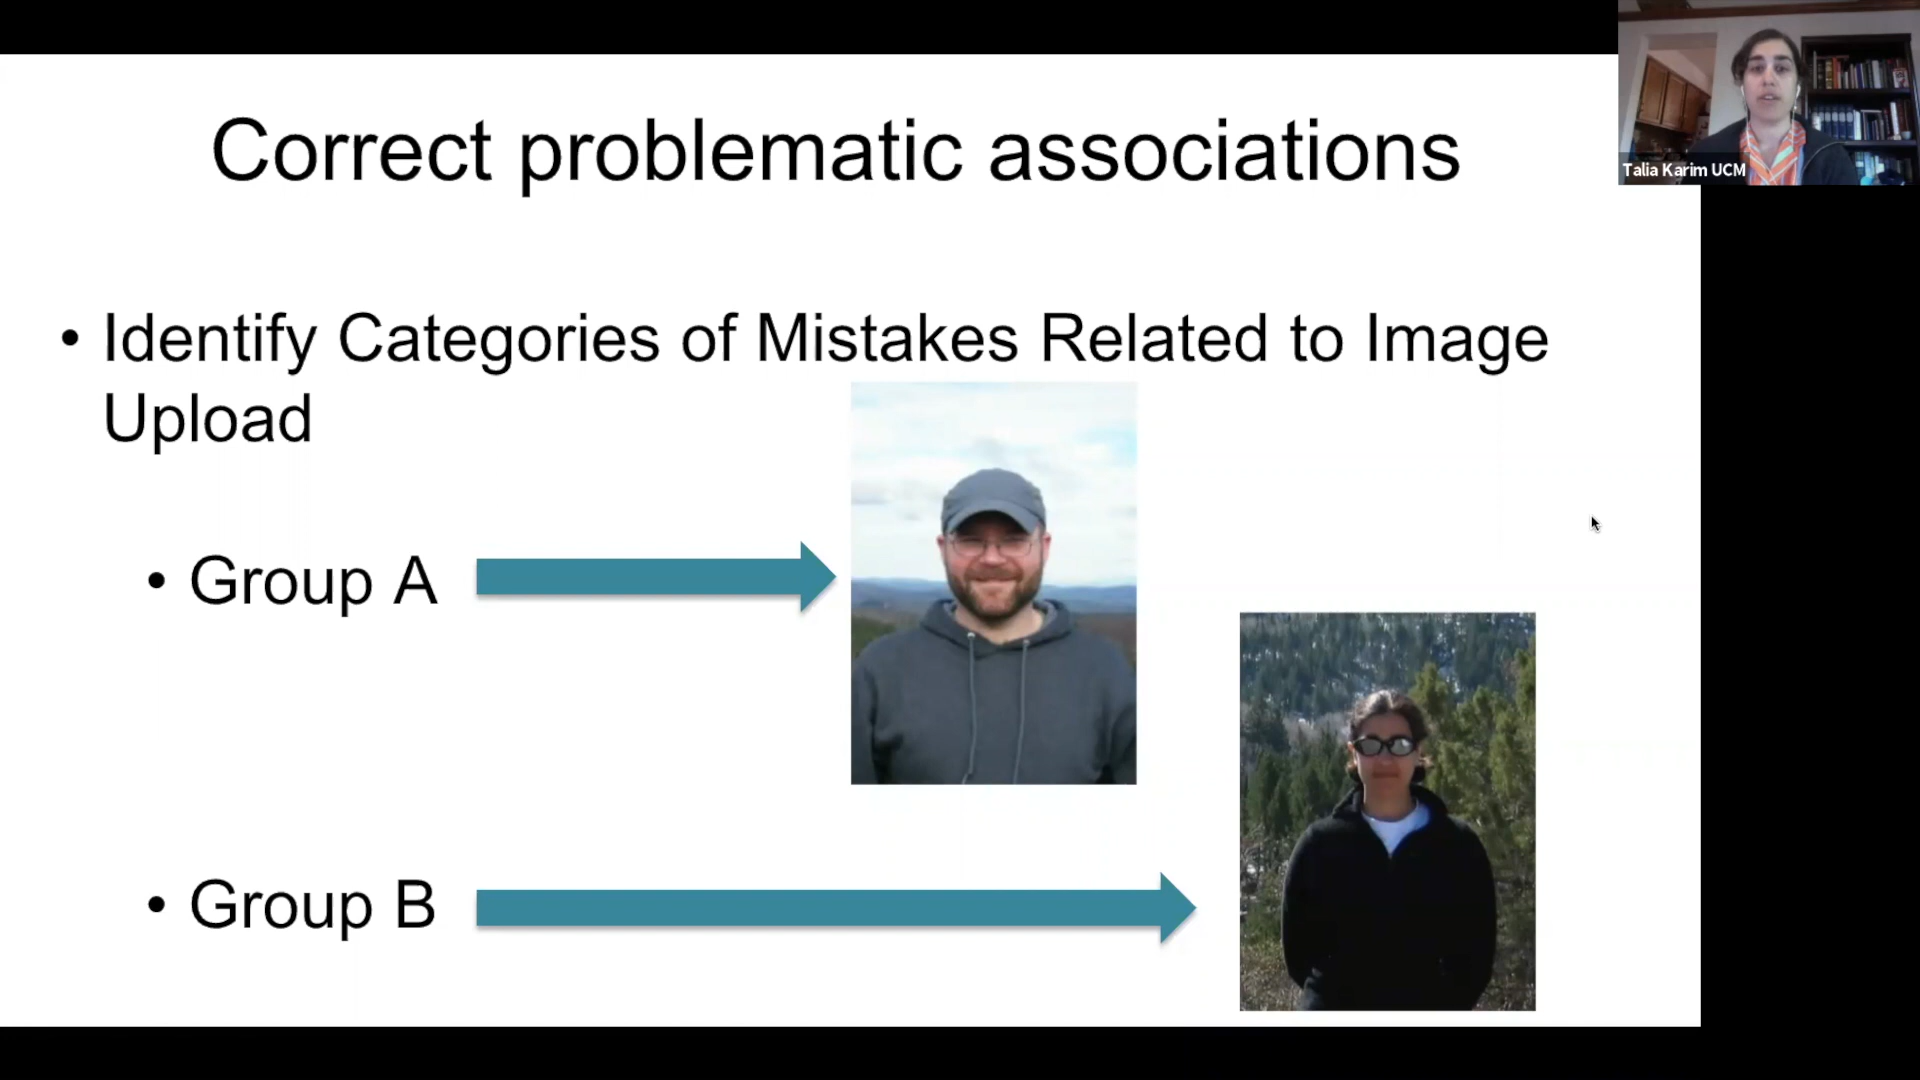 Correct problematic associations
Talia Karim UCM
• Identify Categories of Mistakes Related to Image
Upload
• Group A
• Group B